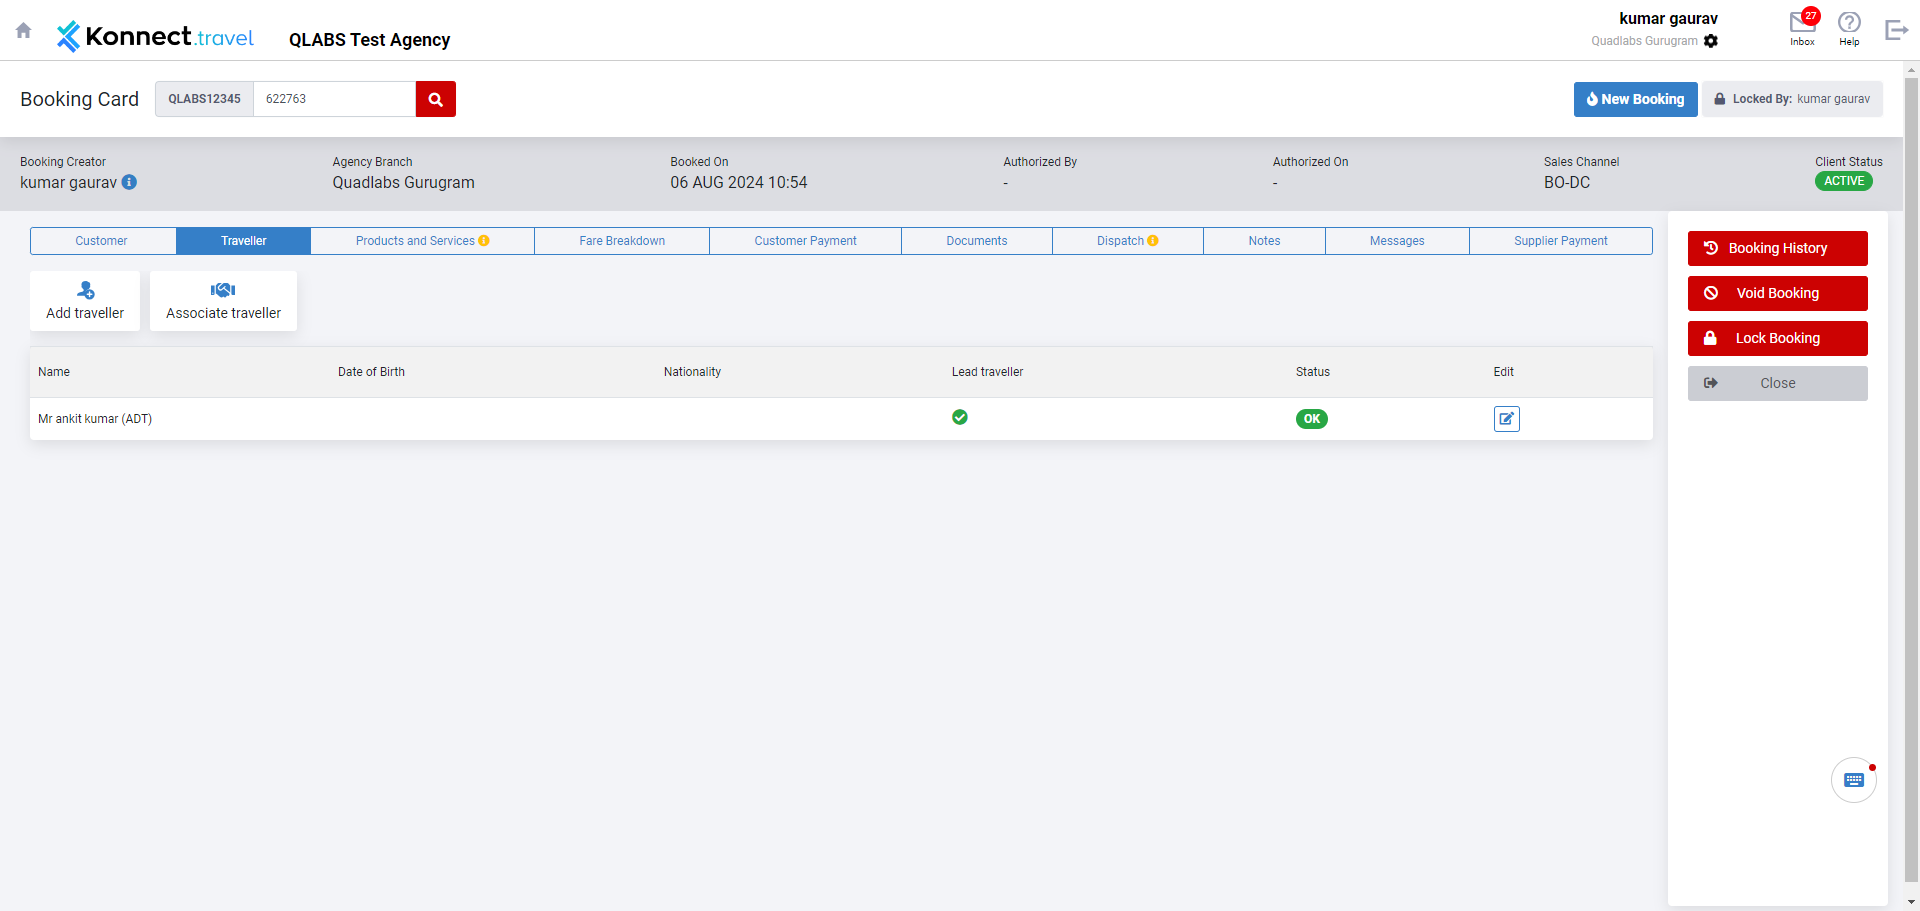 Konnect.travel
QLABS Test Agency
kumar gaurav
Quadlabs Gurugram
27
Inbox
Help
Booking Card
QLABS12345
622763
New Booking
Locked By: kumar gaurav
Booking Creator
kumar gaurav
Agency Branch
Quadlabs Gurugram
Booked On
06 AUG 2024 10:54
Authorized By
-
Authorized On
-
Sales Channel
BO-DC
Client Status
ACTIVE
Customer
Traveller
Products and Services
Fare Breakdown
Customer Payment
Documents
Dispatch
Notes
Messages
Supplier Payment
Add traveller
Associate traveller
Name
Date of Birth
Nationality
Lead traveller
Status
Edit
Mr ankit kumar (ADT)
OK
Booking History
Void Booking
Lock Booking
Close